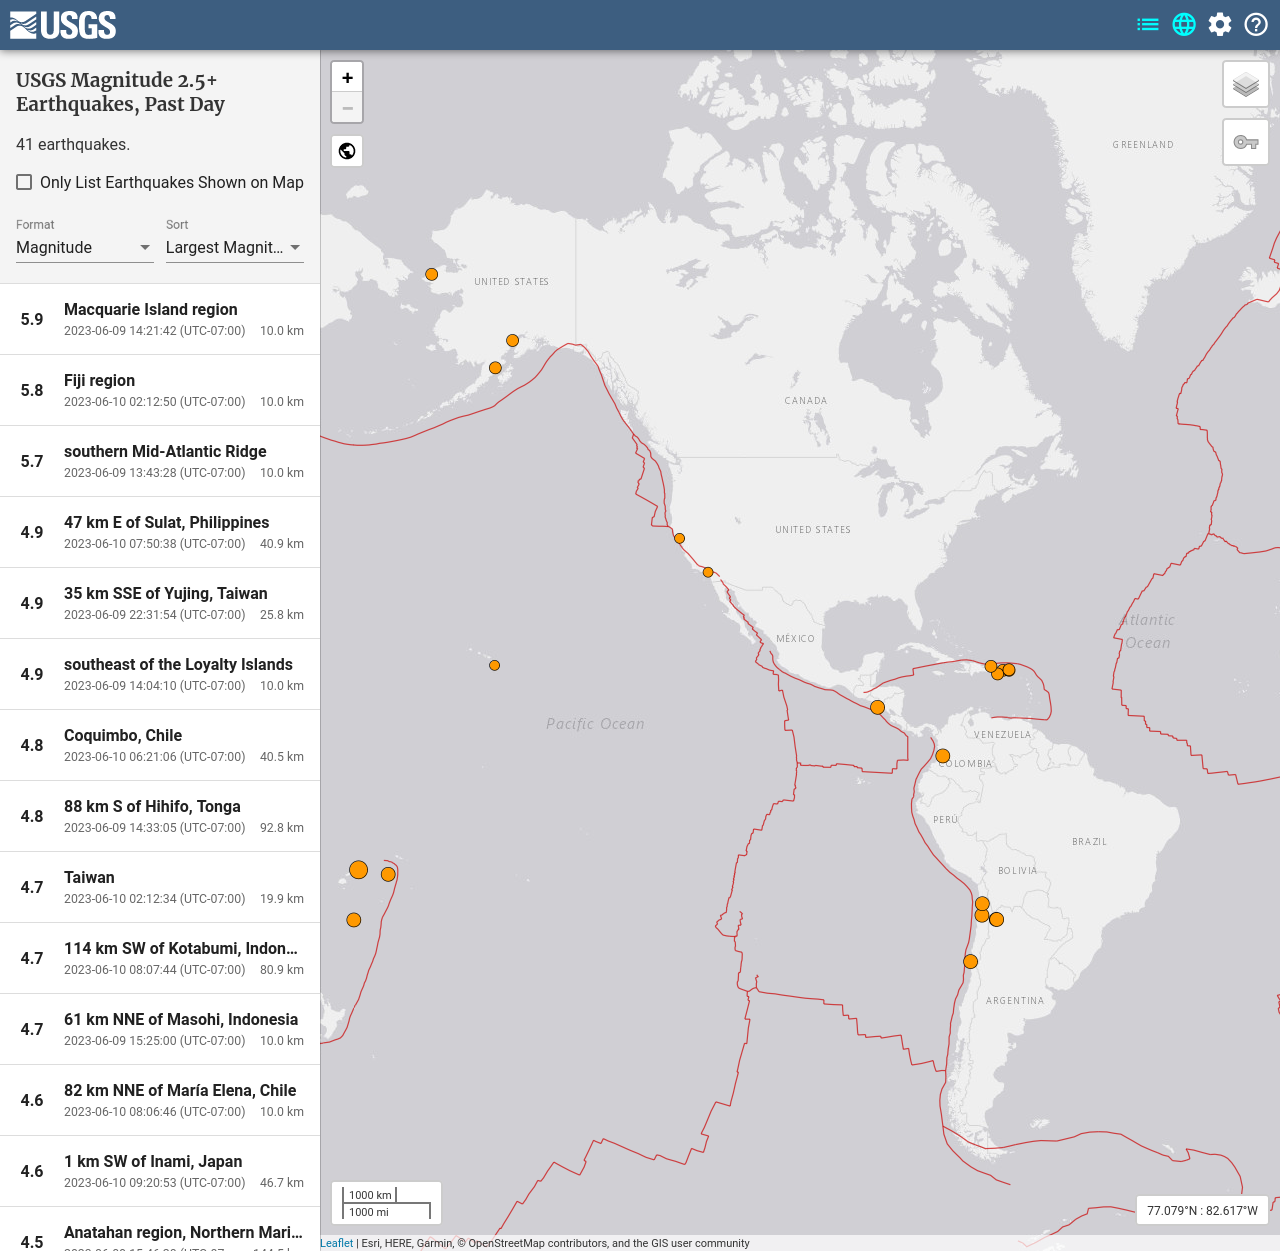 USGS
USGS Magnitude 2.5+
Earthquakes, Past Day
41 earthquakes.
Only List Earthquakes Shown on Map
Format
Sort
Magnitude
Largest Magnit...
5.9
Macquarie Island region
2023-06-09 14:21:42 (UTC-07:00)
10.0 km
5.8
Fiji region
2023-06-10 02:12:50 (UTC-07:00)
10.0 km
5.7
southern Mid-Atlantic Ridge
2023-06-09 13:43:28 (UTC-07:00)
10.0 km
4.9
47 km E of Sulat, Philippines
2023-06-10 07:50:38 (UTC-07:00)
40.9 km
4.9
35 km SSE of Yujing, Taiwan
2023-06-09 22:31:54 (UTC-07:00)
25.8 km
4.9
southeast of the Loyalty Islands
2023-06-09 14:04:10 (UTC-07:00)
10.0 km
4.8
Coquimbo, Chile
2023-06-10 06:21:06 (UTC-07:00)
40.5 km
4.8
88 km S of Hihifo, Tonga
2023-06-09 14:33:05 (UTC-07:00)
92.8 km
4.7
Taiwan
2023-06-10 02:12:34 (UTC-07:00)
19.9 km
4.7
114 km SW of Kotabumi, Indon...
2023-06-10 08:07:44 (UTC-07:00)
80.9 km
4.7
61 km NNE of Masohi, Indonesia
2023-06-09 15:25:00 (UTC-07:00)
10.0 km
4.6
82 km NNE of María Elena, Chile
2023-06-10 08:06:46 (UTC-07:00)
10.0 km
4.6
1 km SW of Inami, Japan
2023-06-10 09:20:53 (UTC-07:00)
46.7 km
4.5
Anatahan region, Northern Mari...
+
−
GREENLAND
UNITED STATES
CANADA
UNITED STATES
Atlantic
Ocean
MÉXICO
Pacific Ocean
VENEZUELA
COLOMBIA
PERÚ
BRAZIL
BOLIVIA
ARGENTINA
1000 km
1000 mi
77.079°N : 82.617°W
Leaflet | Esri, HERE, Garmin, © OpenStreetMap contributors, and the GIS user community